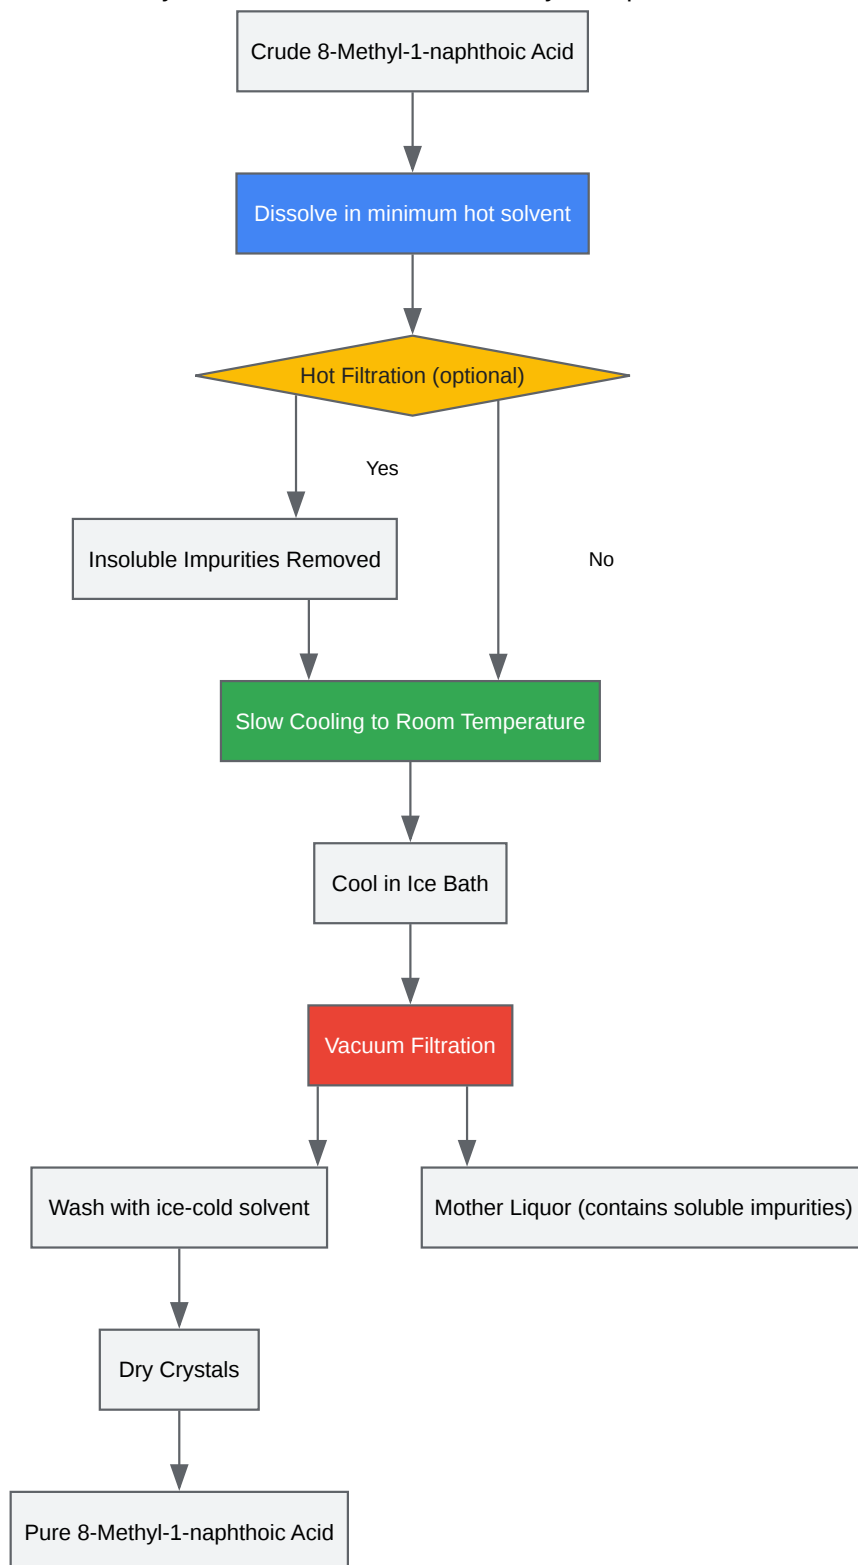 Crude 8-Methyl-1-naphthoic Acid
Dissolve in minimum hot solvent
Hot Filtration (optional)
Yes
Insoluble Impurities Removed
No
Slow Cooling to Room Temperature
Cool in Ice Bath
Vacuum Filtration
Wash with ice-cold solvent
Mother Liquor (contains soluble impurities)
Dry Crystals
Pure 8-Methyl-1-naphthoic Acid